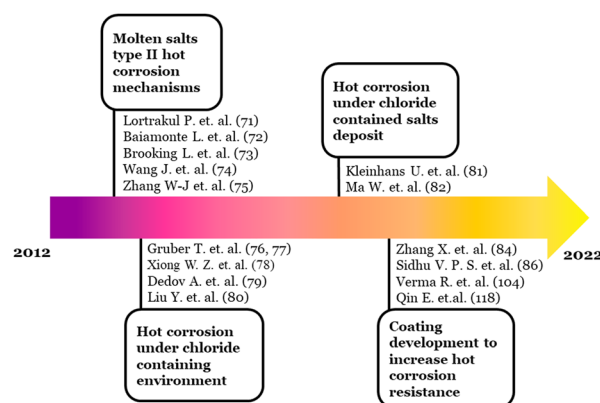 Molten salts
type II hot
corrosion
mechanisms
Lortrakul P. et. al. (71)
Baiamonte L. et. al. (72)
Brooking L. et. al. (73)
Wang J. et. al. (74)
Zhang W-J et. al. (75)
Hot corrosion
under chloride
contained salts
deposit
Kleinhans U. et. al. (81)
Ma W. et. al. (82)
2012
2022
Gruber T. et. al. (76, 77)
Xiong W. Z. et. al. (78)
Dedov A. et. al. (79)
Liu Y. et. al. (80)
Hot corrosion
under chloride
containing
environment
Zhang X. et. al. (84)
Sidhu V. P. S. et. al. (86)
Verma R. et. al. (104)
Qin E. et.al. (118)
Coating
development to
increase hot
corrosion
resistance